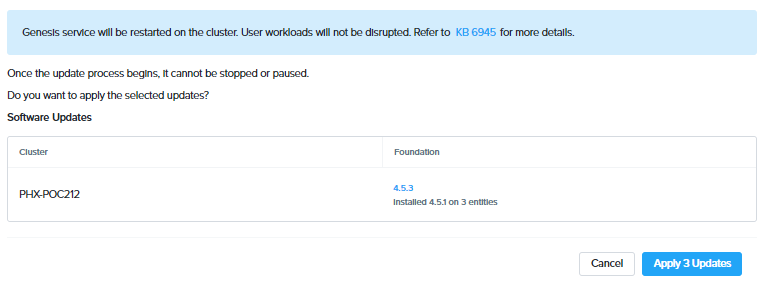 Genesis service will be restarted on the cluster. User workloads will not be disrupted. Refer to KB 6945 for more details.
Once the update process begins, it cannot be stopped or paused.
Do you want to apply the selected updates?
Software Updates
Cluster Foundation
PHX-POC212
4.5.3
Installed 4.5.1 on 3 entities
Cancel Apply 3 Updates